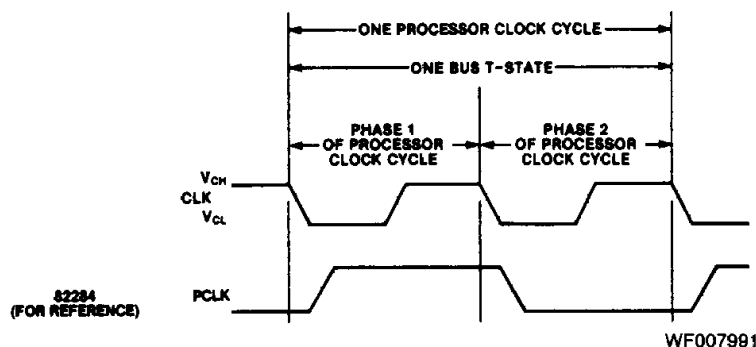 ONE PROCESSOR CLOCK CYCLE
ONE BUS T-STATE
PHASE 1
OF PROCESSOR
CLOCK CYCLE
PHASE 2
OF PROCESSOR
CLOCK CYCLE
VCH
CLK
VCL
82284
(FOR REFERENCE)
PCLK
WF007991